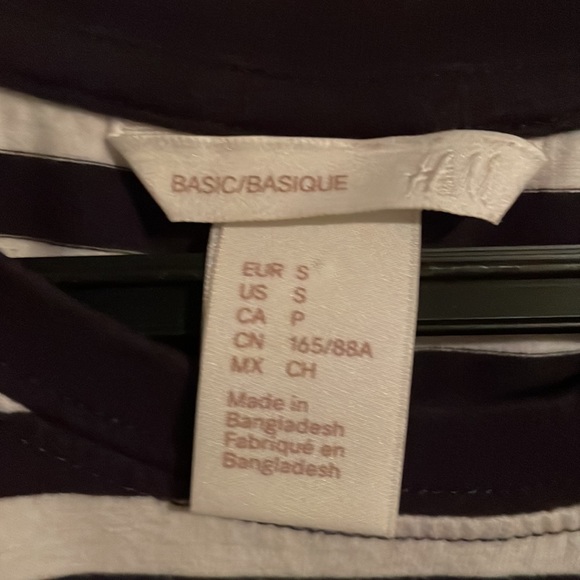 BASIC/BASIQUE
EUR S
US S
CA P
CN 165/88A
MX CH
Made in
Bangladesh
Fabriqué en
Bangladesh